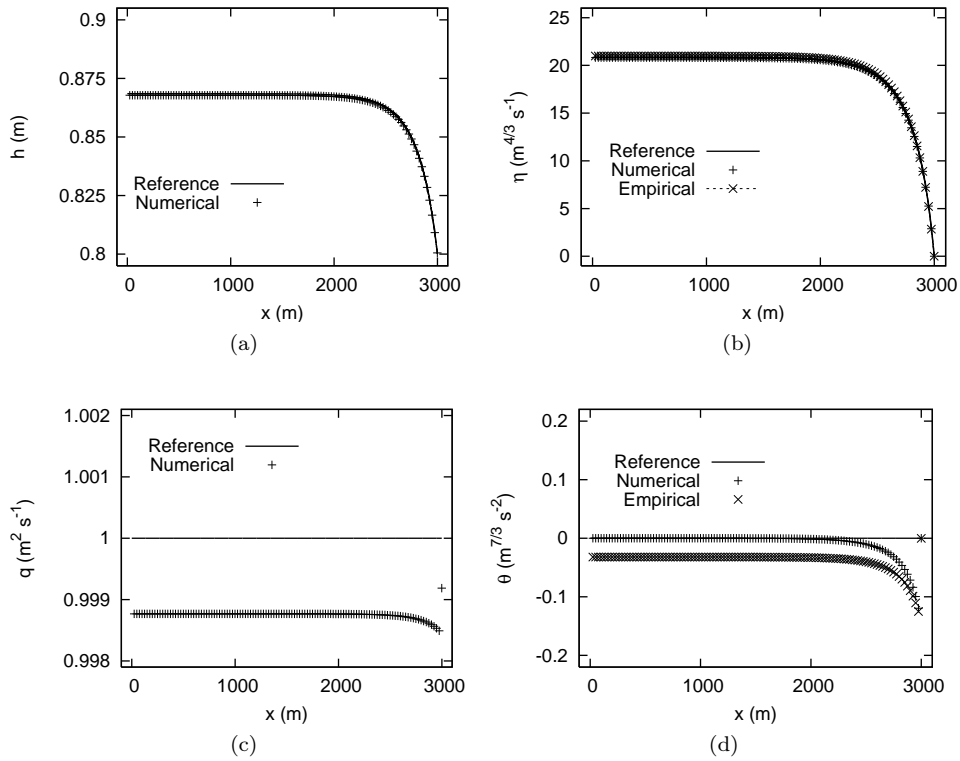 0.9
0.875
0.85
0.825
0.8
h (m)
Reference
Numerical
0 1000 2000 3000
x (m)
(a)
25
20
15
10
5
0
η (m^{4/3} s^{-1})
Reference
Numerical
Empirical
0 1000 2000 3000
x (m)
(b)
1.002
1.001
1
0.999
0.998
q (m^2 s^{-1})
Reference
Numerical
0 1000 2000 3000
x (m)
(c)
0.2
0.1
0
-0.1
-0.2
θ (m^{7/3} s^{-2})
Reference
Numerical
Empirical
0 1000 2000 3000
x (m)
(d)